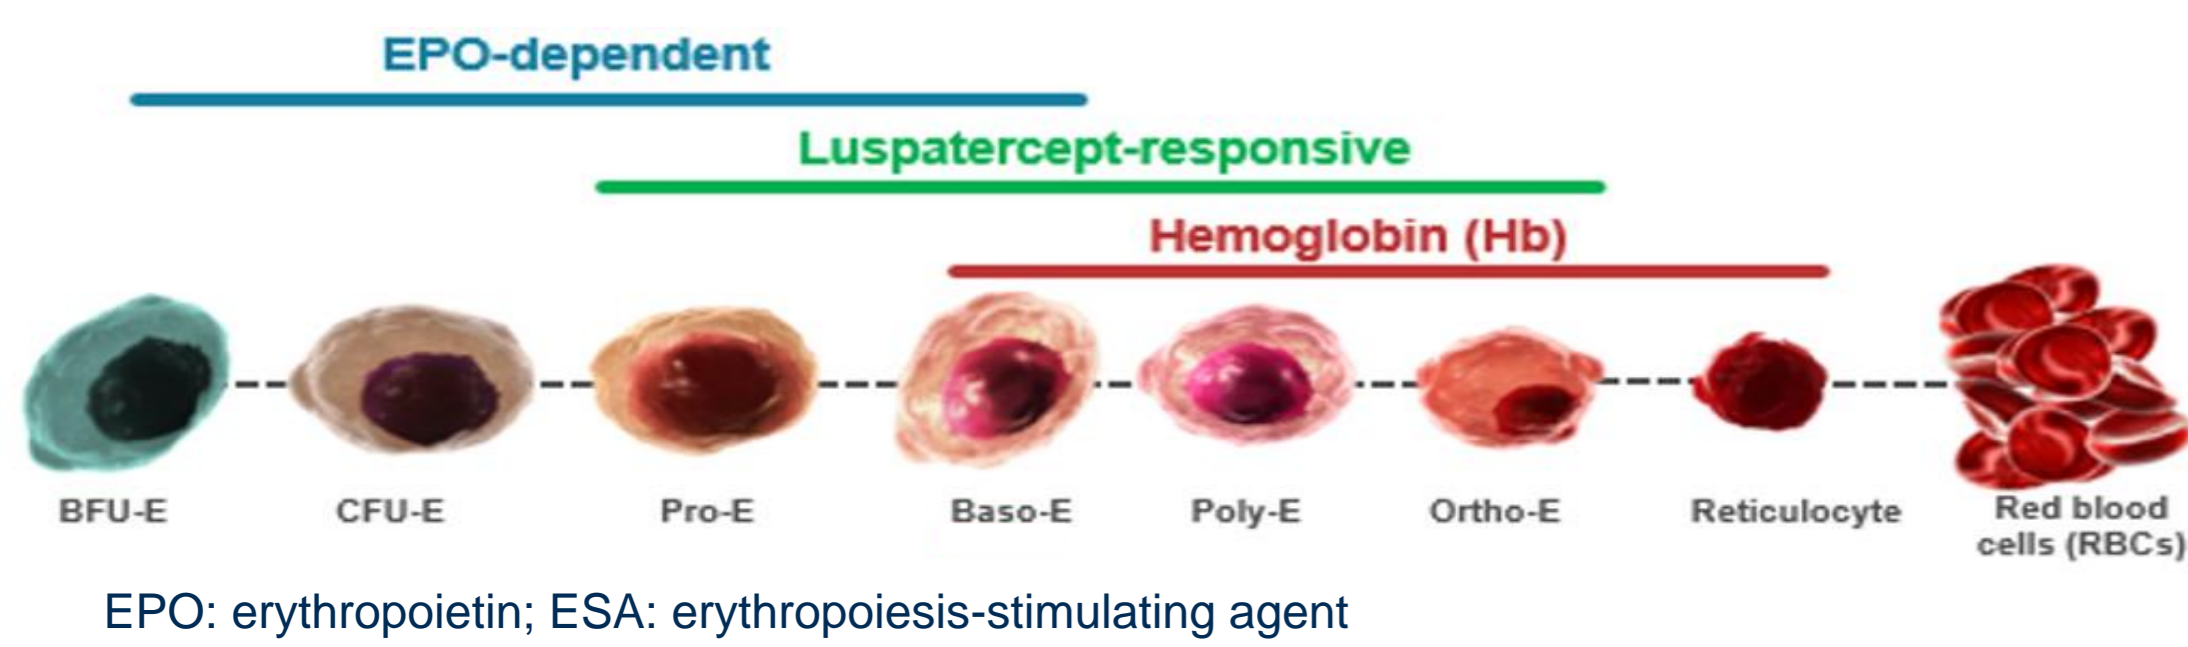 EPO-dependent
Luspatercept-responsive
Hemoglobin (Hb)
BFU-E
CFU-E
Pro-E
Baso-E
Poly-E
Ortho-E
Reticulocyte
Red blood
cells (RBCs)
EPO: erythropoietin; ESA: erythropoiesis-stimulating agent